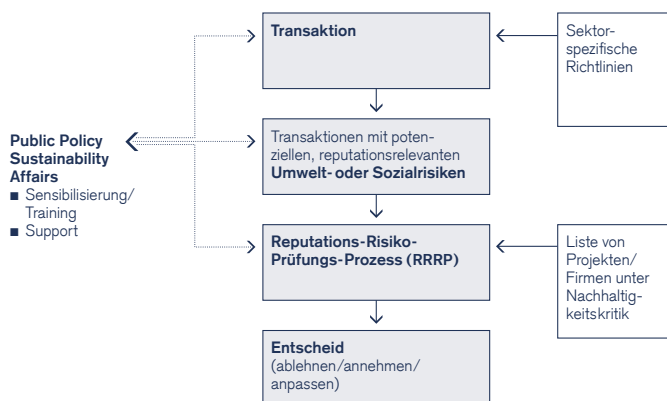 Transaktion
Sektor-
spezifische
Richtlinien
Public Policy
Sustainability
Affairs
■ Sensibilisierung/
Training
■ Support
Transaktionen mit poten-
ziellen, reputationsrelevanten
Umwelt- oder Sozialrisiken
Reputations-Risiko-
Prüfungs-Prozess (RRRP)
Liste von
Projekten/
Firmen unter
Nachhaltig-
keitskritik
Entscheid
(ablehnen/annehmen/
anpassen)